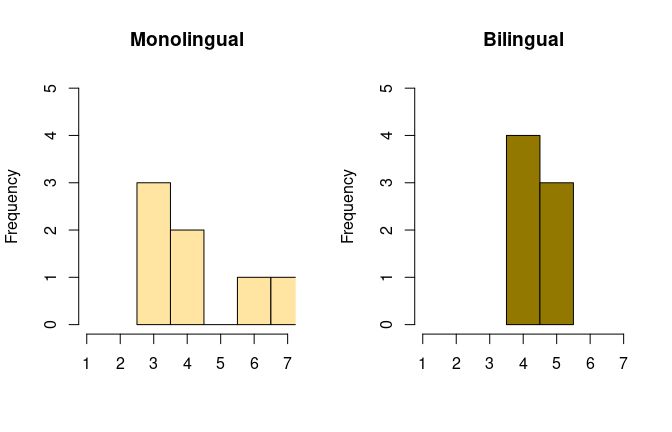 Monolingual
Frequency
0 1 2 3 4 5
1 2 3 4 5 6 7
Bilingual
Frequency
0 1 2 3 4 5
1 2 3 4 5 6 7